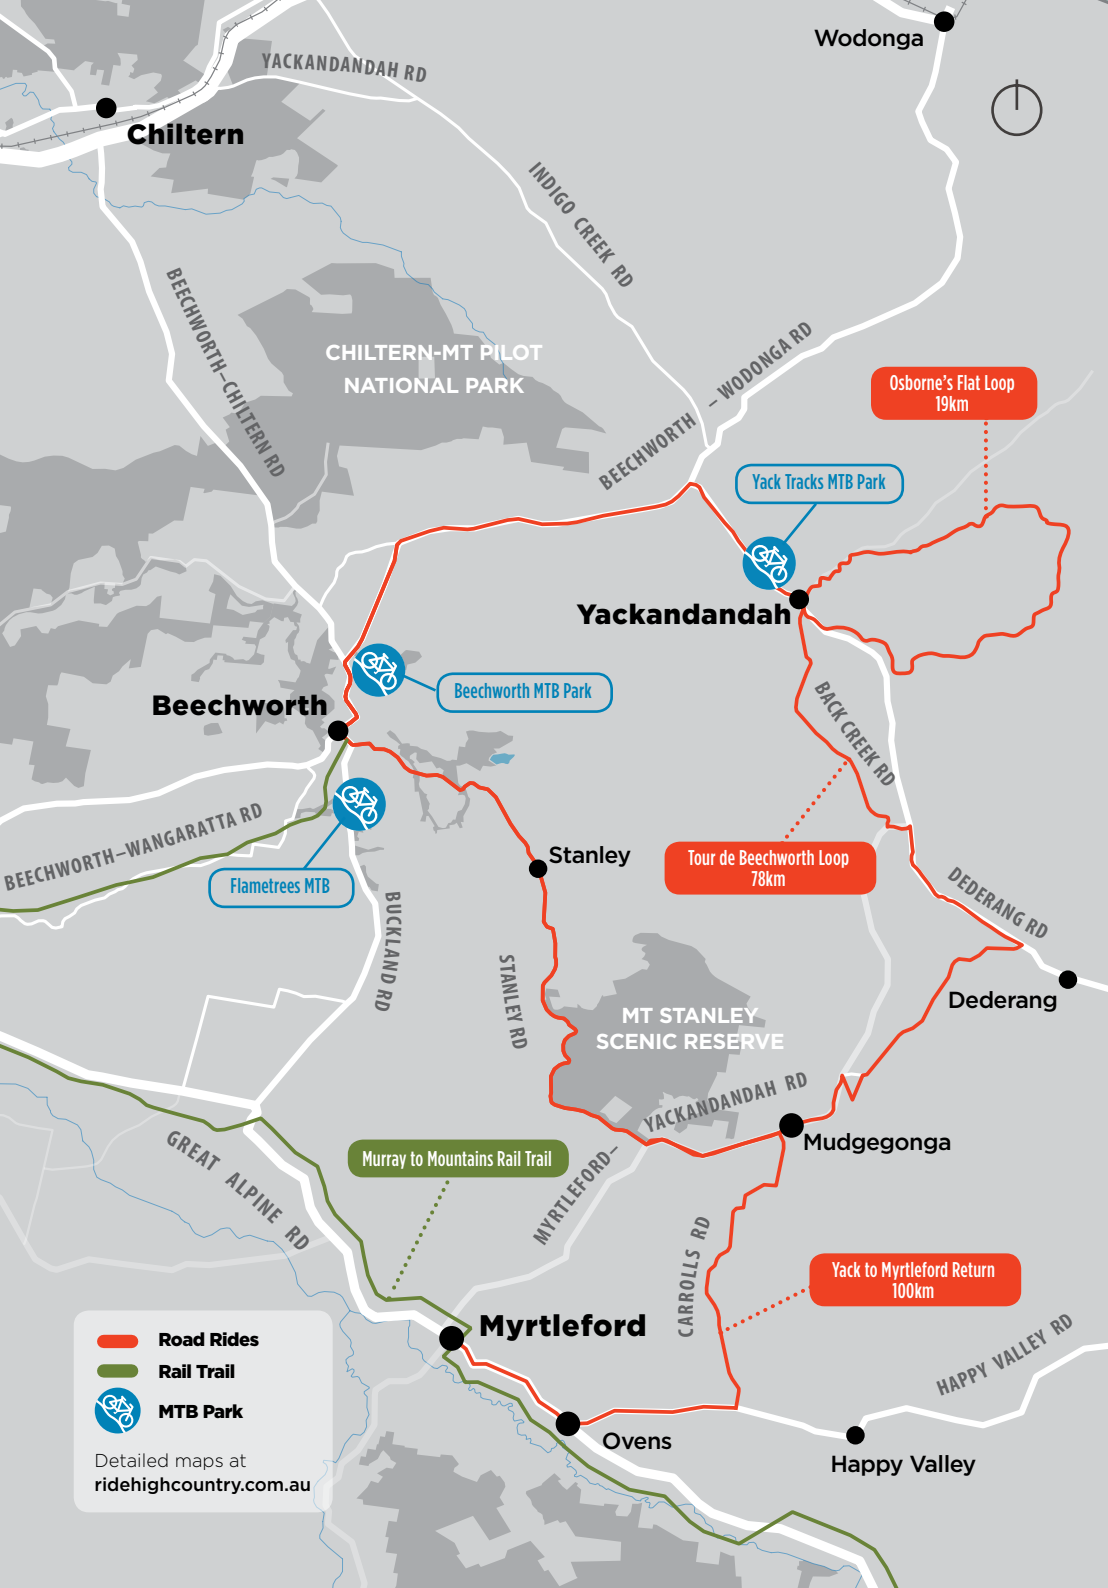 Wodonga
YACKANDANDAH RD
Chiltern
INDIGO CREEK RD
BEECHWORTH–CHILTERN RD
CHILTERN-MT PILOT
NATIONAL PARK
BEECHWORTH – WODONGA RD
Osborne's Flat Loop
19km
Yack Tracks MTB Park
Yackandandah
Beechworth MTB Park
Beechworth
BACK CREEK RD
BEECHWORTH–WANGARATTA RD
Stanley
Tour de Beechworth Loop
78km
Flametrees MTB
DEDERANG RD
BUCKLAND RD
STANLEY RD
Dederang
MT STANLEY
SCENIC RESERVE
MYRTLEFORD– YACKANDANDAH RD
Mudgegonga
GREAT ALPINE RD
Murray to Mountains Rail Trail
CARROLLS RD
Yack to Myrtleford Return
100km
Myrtleford
HAPPY VALLEY RD
Ovens
Happy Valley
Road Rides
Rail Trail
MTB Park
Detailed maps at
ridehighcountry.com.au